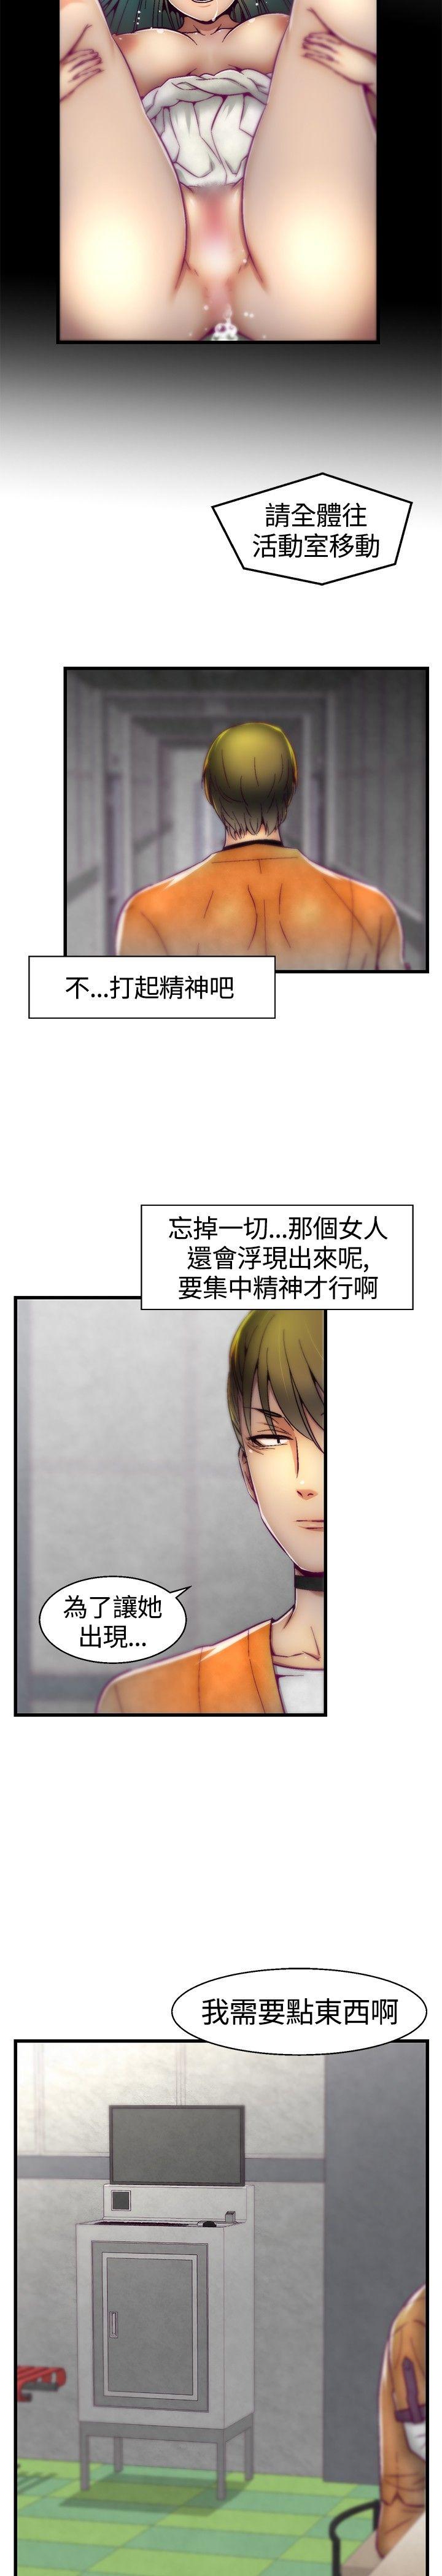 請全體往
活動室移動
不...打起精神吧
忘掉一切...那個女人
還會浮現出來呢,
要集中精神才行啊
為了讓她
出現...
我需要點東西啊